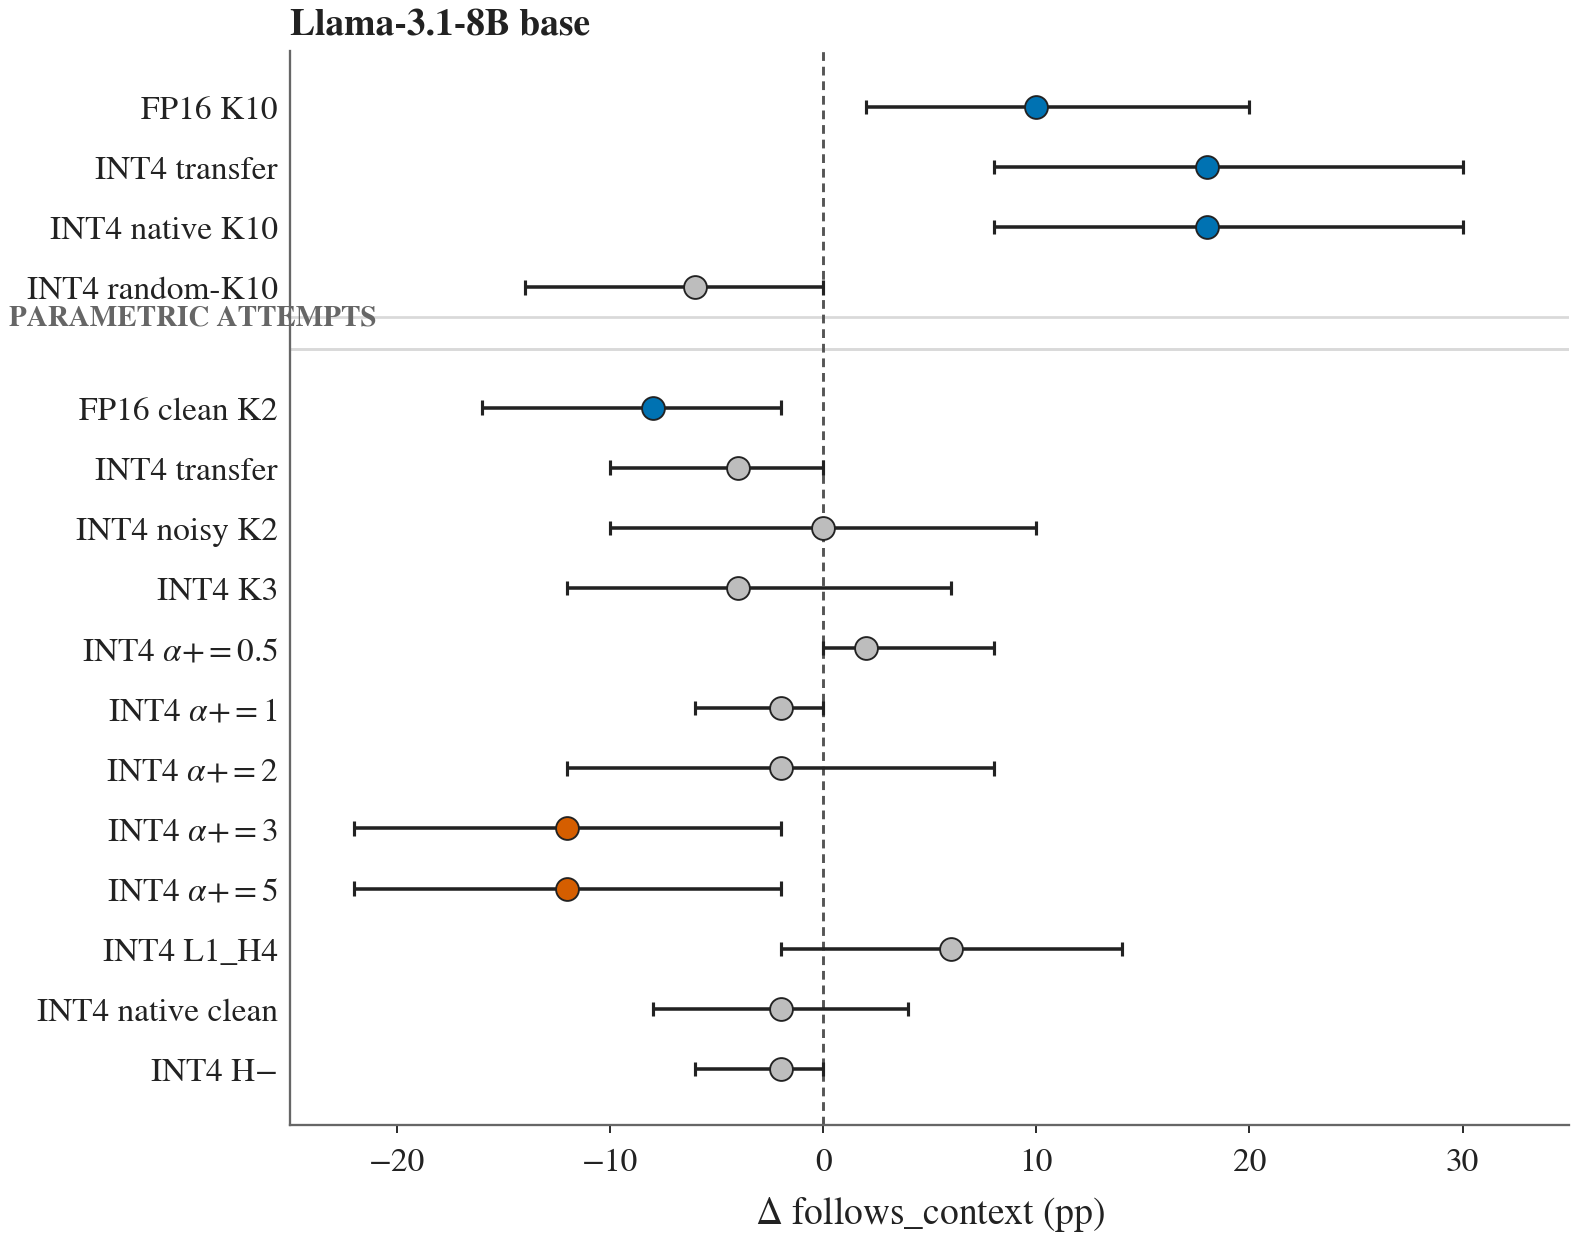 Llama-3.1-8B base
FP16 K10
INT4 transfer
INT4 native K10
INT4 random-K10
PARAMETRIC ATTEMPTS
FP16 clean K2
INT4 transfer
INT4 noisy K2
INT4 K3
INT4 α+=0.5
INT4 α+=1
INT4 α+=2
INT4 α+=3
INT4 α+=5
INT4 L1_H4
INT4 native clean
INT4 H−
−20 −10 0 10 20 30
Δ follows_context (pp)